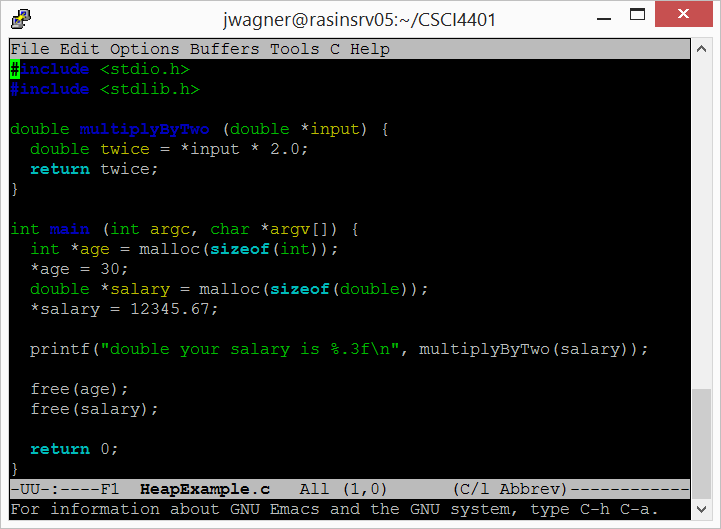 jwagner@rasinsrv05:~/CSCI4401
File Edit Options Buffers Tools C Help
#include <stdio.h>
#include <stdlib.h>

double multiplyByTwo (double *input) {
  double twice = *input * 2.0;
  return twice;
}

int main (int argc, char *argv[]) {
  int *age = malloc(sizeof(int));
  *age = 30;
  double *salary = malloc(sizeof(double));
  *salary = 12345.67;

  printf("double your salary is %.3f\n", multiplyByTwo(salary));

  free(age);
  free(salary);

  return 0;
}
-UU-:----F1  HeapExample.c   All (1,0)      (C/l Abbrev)------------
For information about GNU Emacs and the GNU system, type C-h C-a.